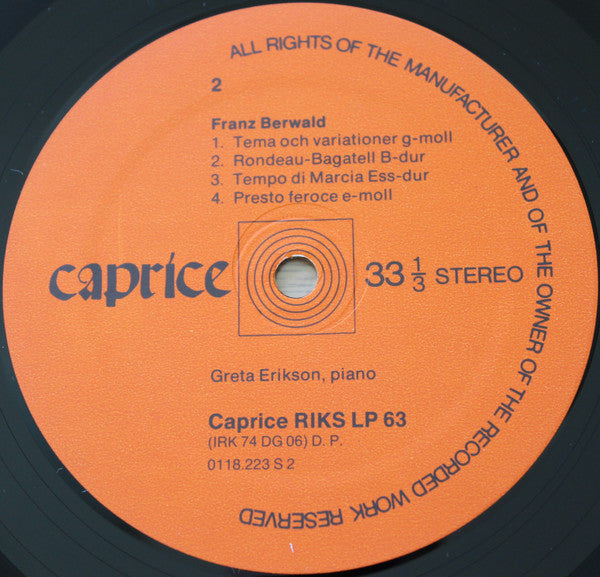 ALL RIGHTS OF THE MANUFACTURER AND OF THE OWNER OF THE RECORDED WORK RESERVED
2
Franz Berwald
1. Tema och variationer g-moll
2. Rondeau-Bagatell B-dur
3. Tempo di Marcia Ess-dur
4. Presto feroce e-moll
caprice
33 1/3 STEREO
Greta Erikson, piano
Caprice RIKS LP 63
(IRK 74 DG 06) D. P.
0118.223 S 2